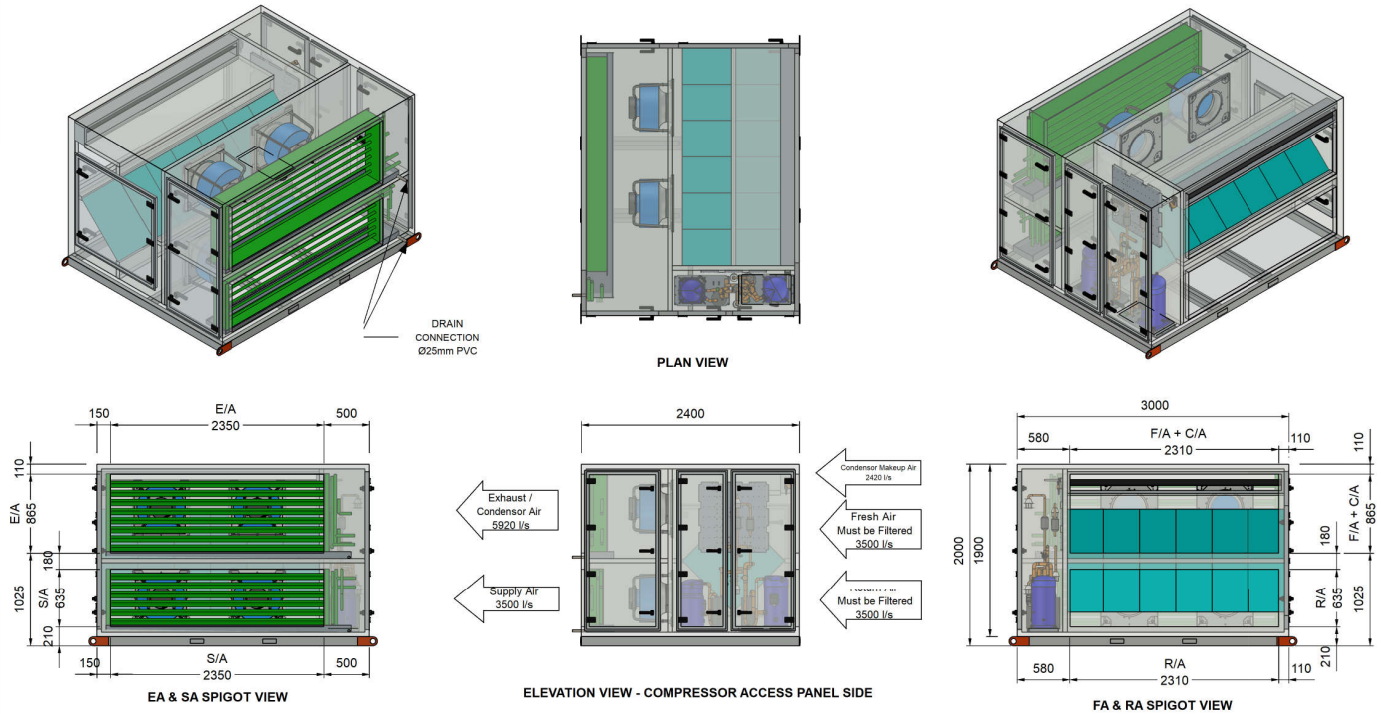 DRAIN
CONNECTION
Ø25mm PVC
PLAN VIEW
E/A
150
2350
500
110
E/A
865
180
S/A
635
1025
210
S/A
150
2350
500
EA & SA SPIGOT VIEW
2400
Exhaust /
Condensor Air
5920 l/s
Supply Air
3500 l/s
Condensor Makeup Air
2420 l/s
Fresh Air
Must be Filtered
3500 l/s
Must be Filtered
3500 l/s
ELEVATION VIEW - COMPRESSOR ACCESS PANEL SIDE
3000
F/A + C/A
580
2310
110
110
F/A + C/A
865
180
2000
1900
R/A
635
1025
210
R/A
580
2310
110
FA & RA SPIGOT VIEW